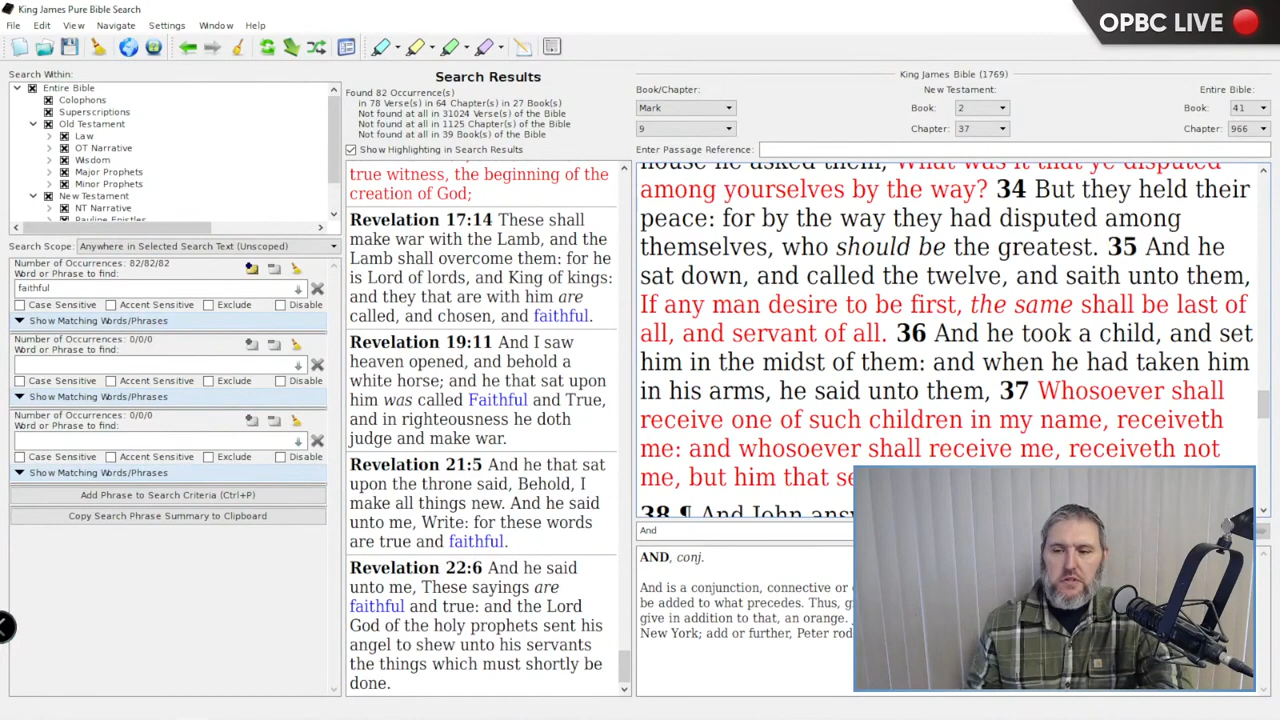 King James Pure Bible Search
File Edit View Navigate Settings Window Help
OPBC LIVE
Search Within:
Entire Bible
Colophons
Superscriptions
Old Testament
Law
OT Narrative
Wisdom
Major Prophets
Minor Prophets
New Testament
NT Narrative
Pauline Epistles
Search Scope: Anywhere in Selected Search Text (Unscoped)
Number of Occurrences: 82/82/82
Word or Phrase to find:
faithful
Case Sensitive Accent Sensitive Exclude Disable
Show Matching Words/Phrases
Number of Occurrences: 0/0/0
Word or Phrase to find:
Case Sensitive Accent Sensitive Exclude Disable
Show Matching Words/Phrases
Number of Occurrences: 0/0/0
Word or Phrase to find:
Case Sensitive Accent Sensitive Exclude Disable
Show Matching Words/Phrases
Add Phrase to Search Criteria (Ctrl+P)
Copy Search Phrase Summary to Clipboard
Search Results
Found 82 Occurrence(s)
in 78 Verse(s) in 64 Chapter(s) in 27 Book(s)
Not found at all in 31024 Verse(s) of the Bible
Not found at all in 1125 Chapter(s) of the Bible
Not found at all in 39 Book(s) of the Bible
Show Highlighting in Search Results
true witness, the beginning of the
creation of God;
Revelation 17:14 These shall
make war with the Lamb, and the
Lamb shall overcome them: for he
is Lord of lords, and King of kings:
and they that are with him are
called, and chosen, and faithful.
Revelation 19:11 And I saw
heaven opened, and behold a
white horse; and he that sat upon
him was called Faithful and True,
and in righteousness he doth
judge and make war.
Revelation 21:5 And he that sat
upon the throne said, Behold, I
make all things new. And he said
unto me, Write: for these words
are true and faithful.
Revelation 22:6 And he said
unto me, These sayings are
faithful and true: and the Lord
God of the holy prophets sent his
angel to shew unto his servants
the things which must shortly be
done.
King James Bible (1769)
Book/Chapter: New Testament: Entire Bible:
Mark Book: 2 Book: 41
9 Chapter: 37 Chapter: 966
Enter Passage Reference:
house he asked them, What was it that ye disputed
among yourselves by the way? 34 But they held their
peace: for by the way they had disputed among
themselves, who should be the greatest. 35 And he
sat down, and called the twelve, and saith unto them,
If any man desire to be first, the same shall be last of
all, and servant of all. 36 And he took a child, and set
him in the midst of them: and when he had taken him
in his arms, he said unto them, 37 Whosoever shall
receive one of such children in my name, receiveth
me: and whosoever shall receive me, receiveth not
me, but him that se
38 ¶ And John answ
And
AND, conj.
And is a conjunction, connective or
be added to what precedes. Thus, g
give in addition to that, an orange.
New York; add or further, Peter rod